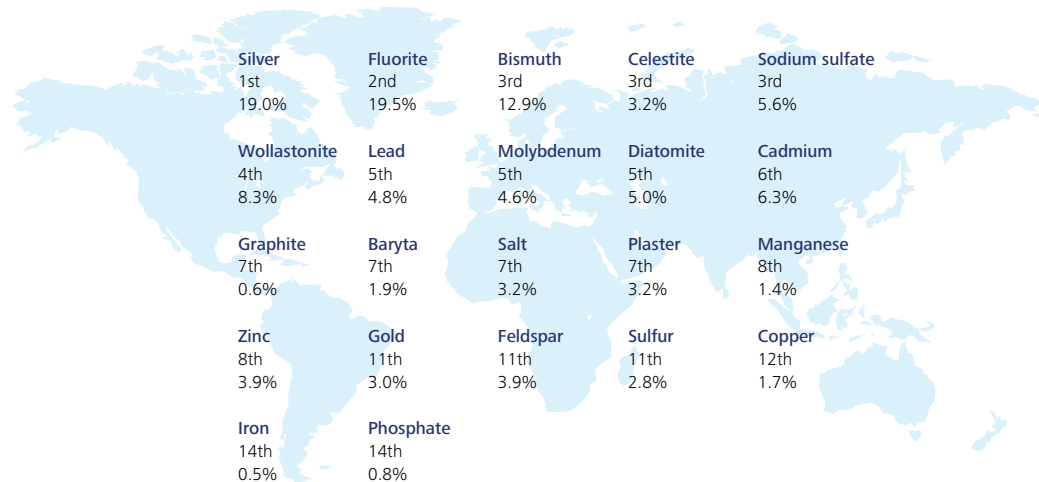 Silver
1st
19.0%
Fluorite
2nd
19.5%
Bismuth
3rd
12.9%
Celestite
3rd
3.2%
Sodium sulfate
3rd
5.6%
Wollastonite
4th
8.3%
Lead
5th
4.8%
Molybdenum
5th
4.6%
Diatomite
5th
5.0%
Cadmium
6th
6.3%
Graphite
7th
0.6%
Baryta
7th
1.9%
Salt
7th
3.2%
Plaster
7th
3.2%
Manganese
8th
1.4%
Zinc
8th
3.9%
Gold
11th
3.0%
Feldspar
11th
3.9%
Sulfur
11th
2.8%
Copper
12th
1.7%
Iron
14th
0.5%
Phosphate
14th
0.8%